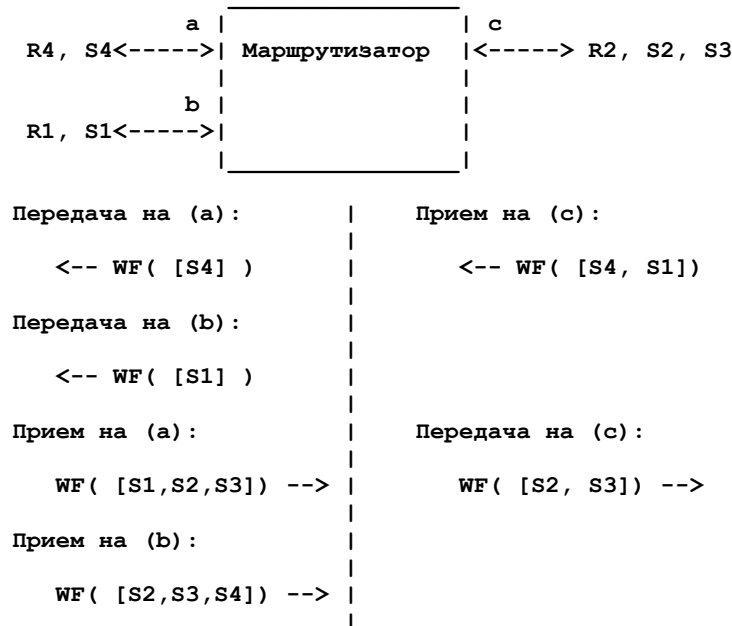 a | | c
R4, S4<----->| Маршрутизатор |<-----> R2, S2, S3
b | |
R1, S1<----->| |
Передача на (a): | Прием на (c):
<-- WF( [S4] ) | <-- WF( [S4, S1])
Передача на (b): |
<-- WF( [S1] ) |
Прием на (a): | Передача на (c):
WF( [S1,S2,S3]) --> | WF( [S2, S3]) -->
Прием на (b): |
WF( [S2,S3,S4]) --> |